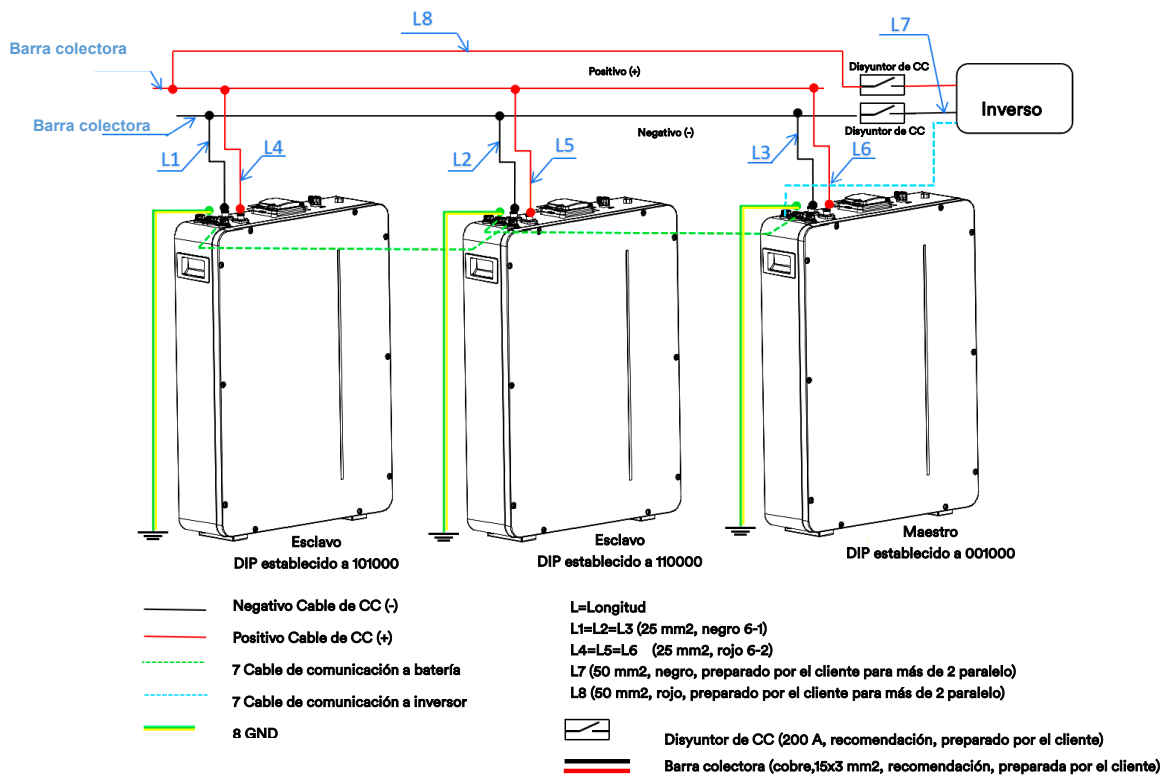 L8
L7
Barra colectora
Disyuntor de CC
Positivo (+)
Inverso
Barra colectora
Disyuntor de CC
Negativo (-)
L1
L4
L2
L5
L3
L6
Esclavo
DIP establecido a 101000
Esclavo
DIP establecido a 110000
Maestro
DIP establecido a 001000
Negativo Cable de CC (-)
Positivo Cable de CC (+)
7 Cable de comunicación a batería
7 Cable de comunicación a inversor
8 GND
L=Longitud
L1=L2=L3 (25 mm2, negro 6-1)
L4=L5=L6 (25 mm2, rojo 6-2)
L7 (50 mm2, negro, preparado por el cliente para más de 2 paralelo)
L8 (50 mm2, rojo, preparado por el cliente para más de 2 paralelo)
Disyuntor de CC (200 A, recomendación, preparado por el cliente)
Barra colectora (cobre,15x3 mm2, recomendación, preparada por el cliente)